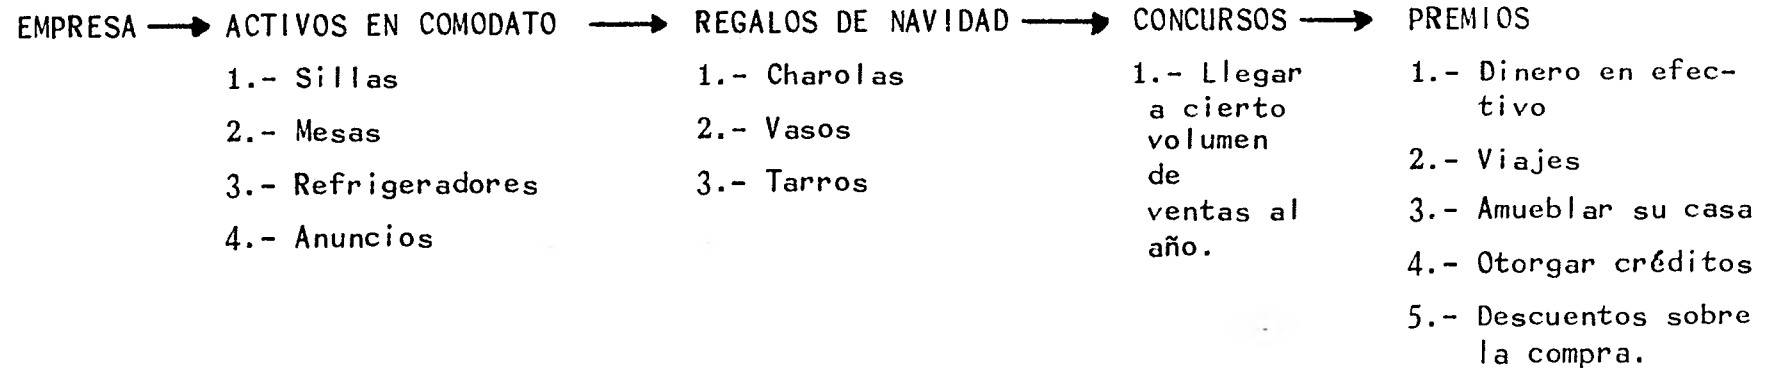 EMPRESA → ACTIVOS EN COMODATO → REGALOS DE NAVIDAD → CONCURSOS → PREMIOS
1.- Sillas
2.- Mesas
3.- Refrigeradores
4.- Anuncios
1.- Charolas
2.- Vasos
3.- Tarros
1.- Llegar
a cierto
volumen
de
ventas al
año.
1.- Dinero en efec-
tivo
2.- Viajes
3.- Amueblar su casa
4.- Otorgar créditos
5.- Descuentos sobre
la compra.